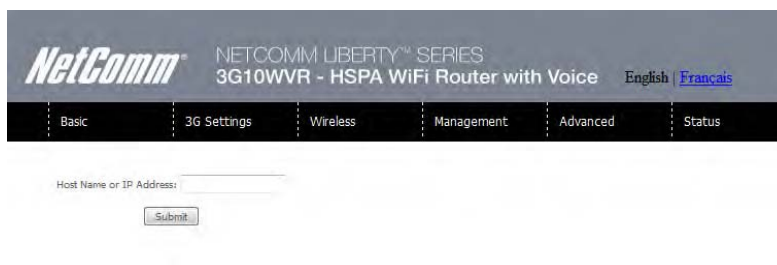 NetComm® NETCOMM LIBERTY™ SERIES
3G10WVR - HSPA WiFi Router with Voice English | Français
Basic 3G Settings Wireless Management Advanced Status
Host Name or IP Address:
Submit